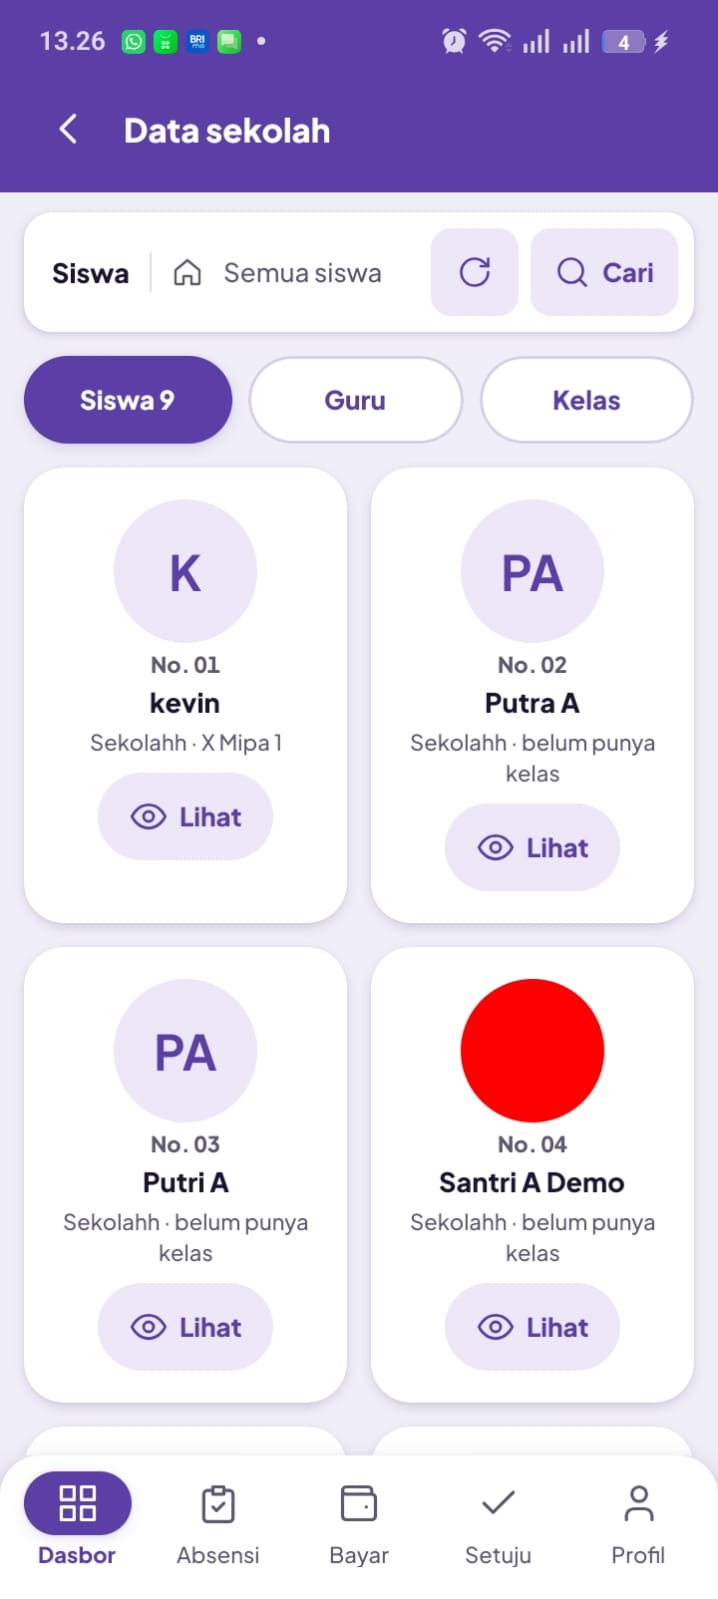 13.26
BRI
mo
4
Data sekolah
Siswa
Semua siswa
Cari
Siswa 9
Guru
Kelas
K
No. 01
kevin
Sekolahh · X Mipa 1
Lihat
PA
No. 02
Putra A
Sekolahh · belum punya
kelas
Lihat
PA
No. 03
Putri A
Sekolahh · belum punya
kelas
Lihat
No. 04
Santri A Demo
Sekolahh · belum punya
kelas
Lihat
Dasbor
Absensi
Bayar
Setuju
Profil